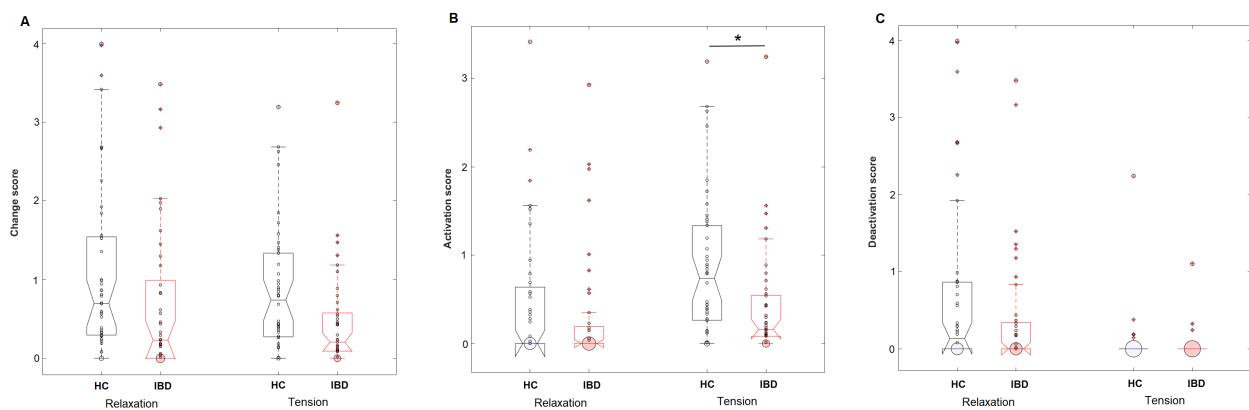 A
Change score
4
3
2
1
0
HC IBD HC IBD
Relaxation Tension
B
Activation score
*
3
2
1
0
HC IBD HC IBD
Relaxation Tension
C
Deactivation score
4
3
2
1
0
HC IBD HC IBD
Relaxation Tension